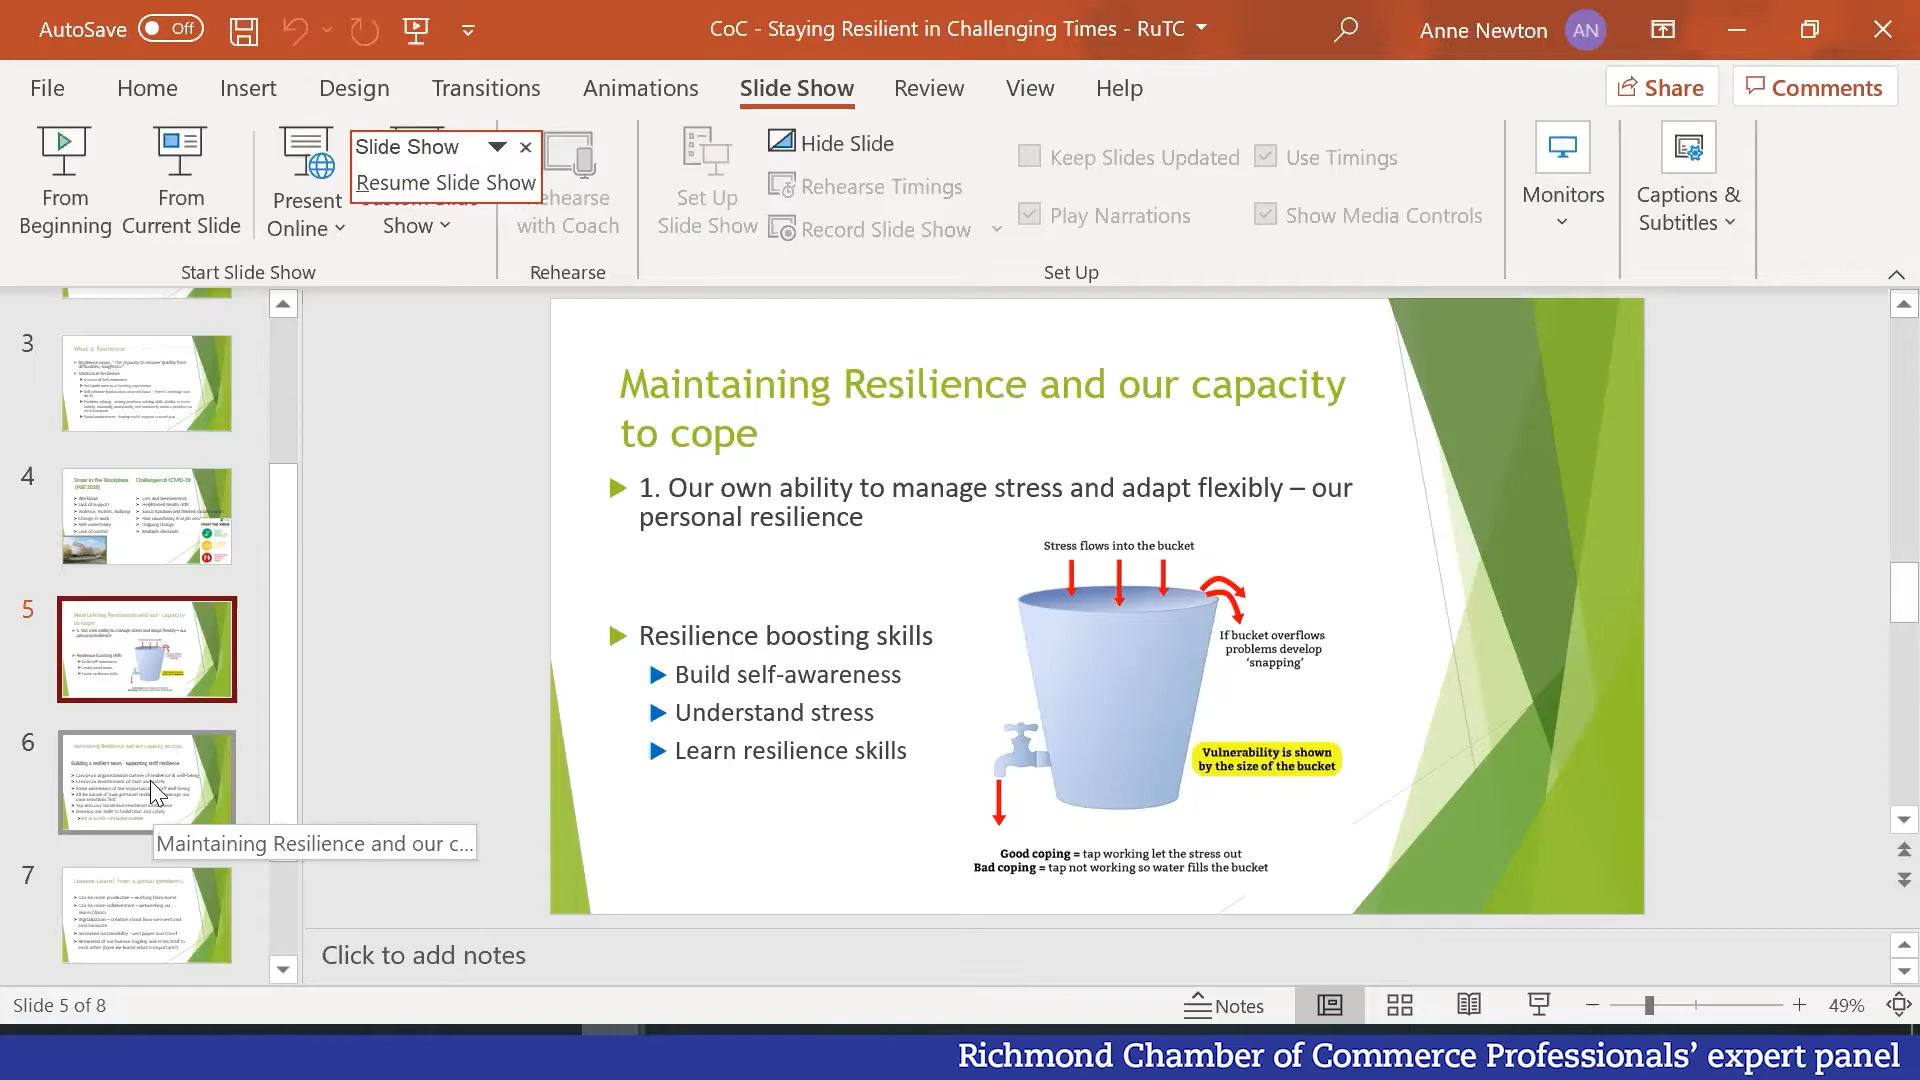 AutoSave Off
CoC - Staying Resilient in Challenging Times - RuTC
Anne Newton AN
File Home Insert Design Transitions Animations Slide Show Review View Help
Share Comments
From Beginning
From Current Slide
Present Online
Slide Show
Resume Slide Show
Show
Rehearse with Coach
Set Up Slide Show
Hide Slide
Rehearse Timings
Record Slide Show
Keep Slides Updated
Play Narrations
Use Timings
Show Media Controls
Monitors
Captions & Subtitles
Start Slide Show
Rehearse
Set Up
3
4
5
6
Maintaining Resilience and our c...
7
Maintaining Resilience and our capacity
to cope
1. Our own ability to manage stress and adapt flexibly – our
personal resilience
Resilience boosting skills
Build self-awareness
Understand stress
Learn resilience skills
Stress flows into the bucket
If bucket overflows
problems develop
‘snapping’
Vulnerability is shown
by the size of the bucket
Good coping = tap working let the stress out
Bad coping = tap not working so water fills the bucket
Click to add notes
Slide 5 of 8
Notes
49%
Richmond Chamber of Commerce Professionals’ expert panel